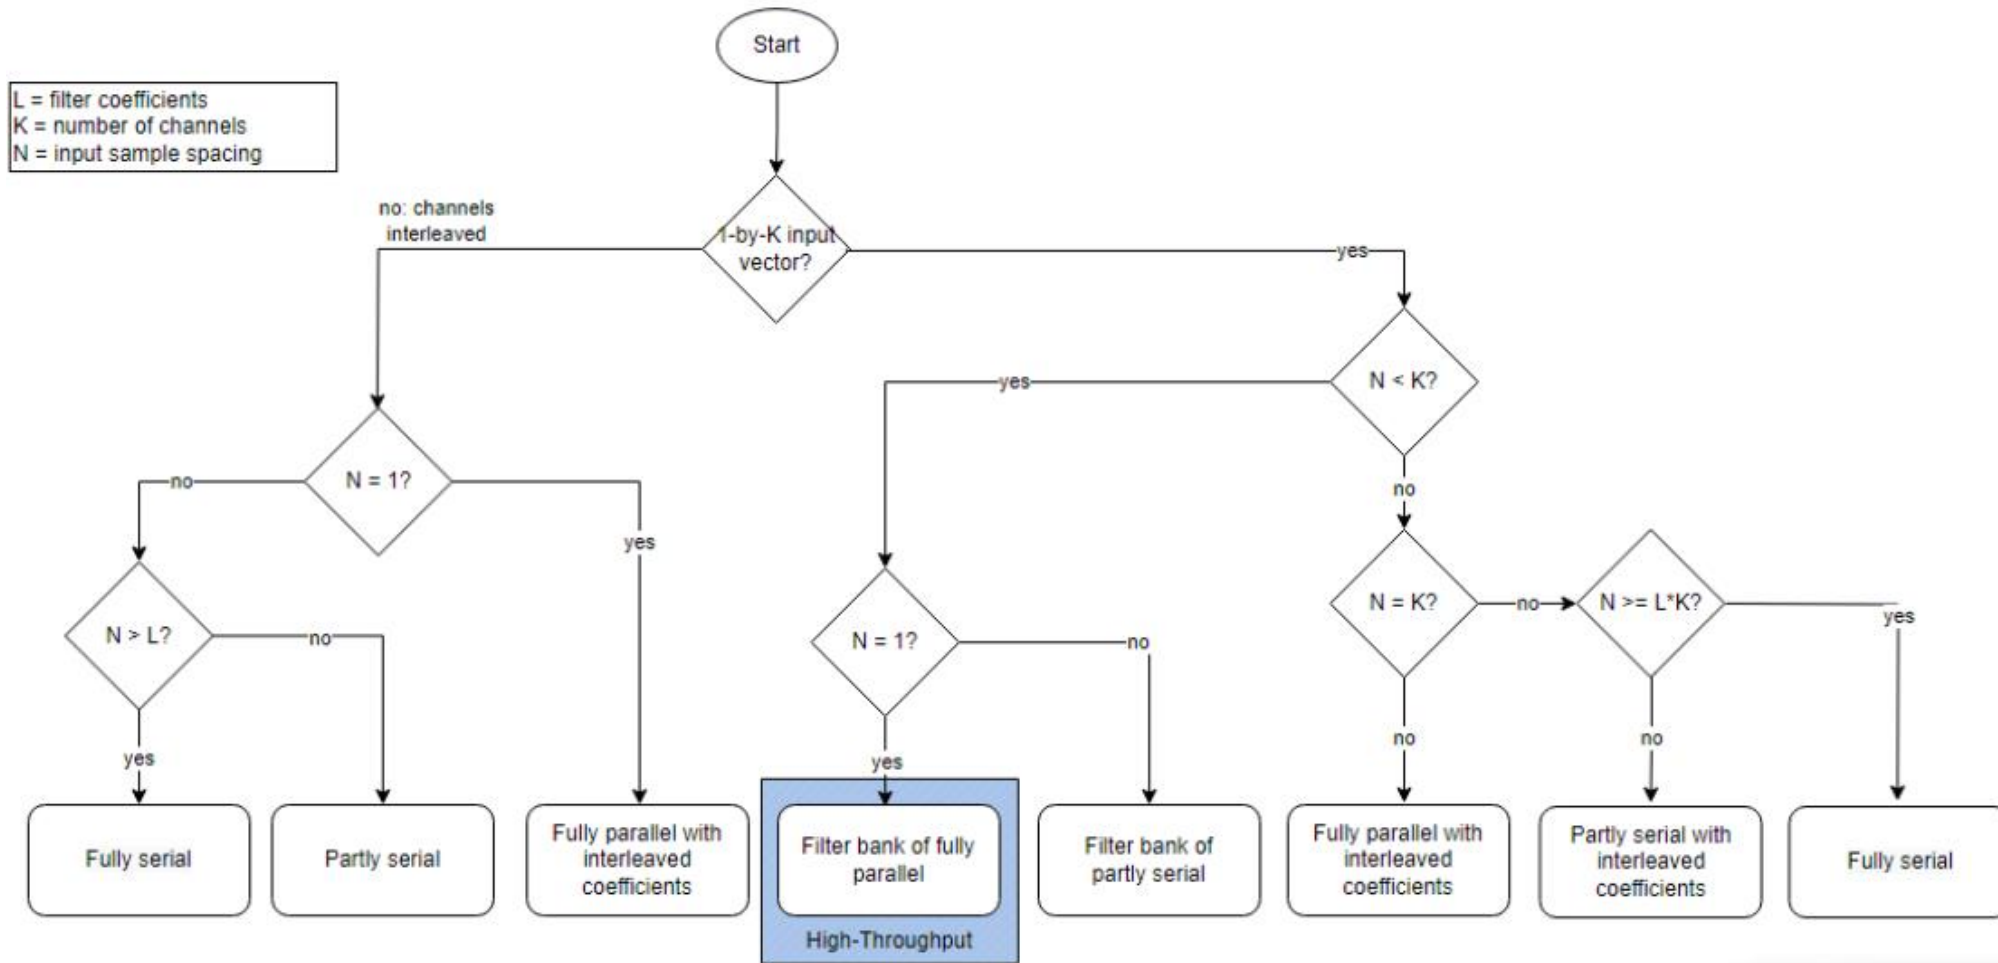 Start
L = filter coefficients
K = number of channels
N = input sample spacing
no: channels
interleaved
1-by-K input
vector?
yes
N < K?
yes
N = 1?
no
yes
no
N = K?
no
N >= L*K?
yes
N > L?
no
N = 1?
no
yes
yes
no
no
Fully serial
Partly serial
Fully parallel with
interleaved
coefficients
Filter bank of fully
parallel
High-Throughput
Filter bank of
partly serial
Fully parallel with
interleaved
coefficients
Partly serial with
interleaved
coefficients
Fully serial